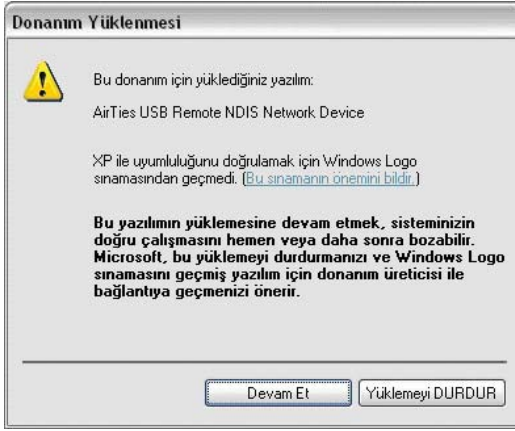 Donanım Yüklenmesi
Bu donanım için yüklediğiniz yazılım:
AirTies USB Remote NDIS Network Device
XP ile uyumluluğunu doğrulamak için Windows Logo
sınamasından geçmedi. (Bu sınamanın önemini bildir.)
Bu yazılımın yüklemesine devam etmek, sisteminizin
doğru çalışmasını hemen veya daha sonra bozabilir.
Microsoft, bu yüklemeyi durdurmanızı ve Windows Logo
sınamasını geçmiş yazılım için donanım üreticisi ile
bağlantıya geçmenizi önerir.
Devam Et
Yüklemeyi DURDUR